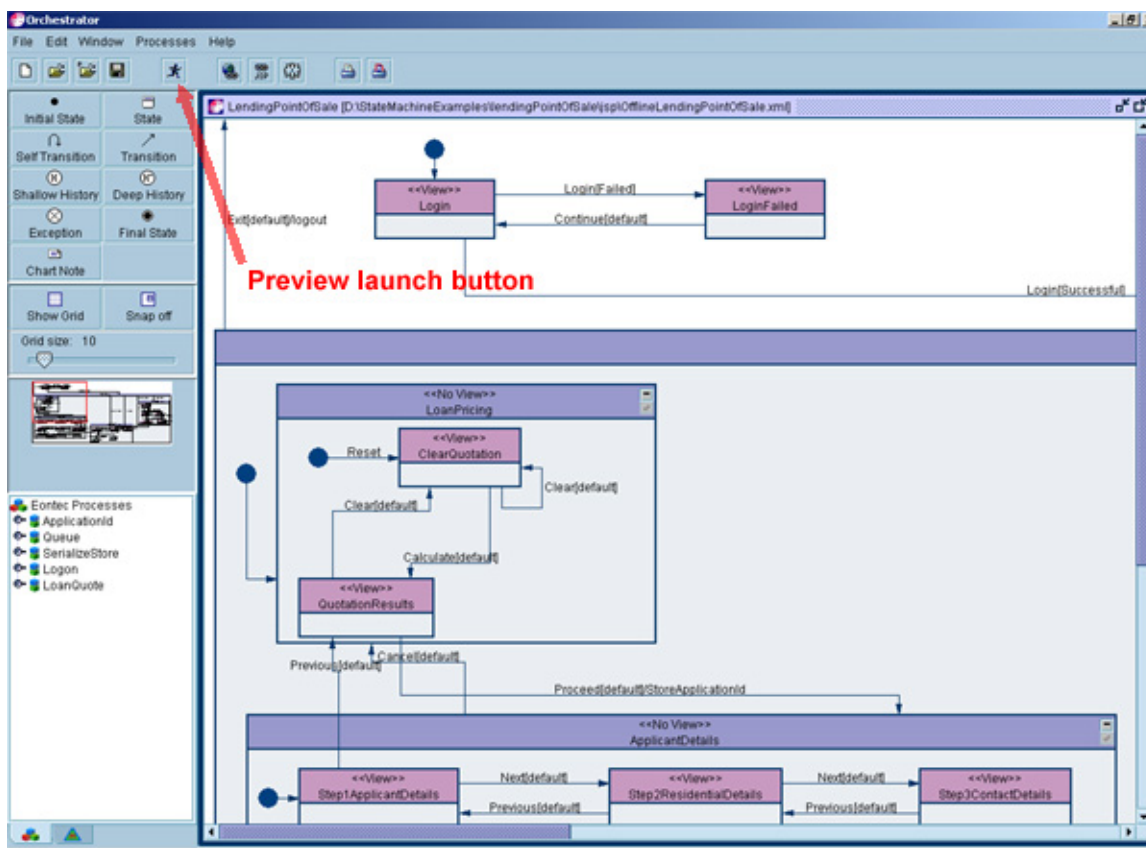 Orchestrator
File Edit Window Processes Help
LendingPointOfSale [D:\StateMachineExamples\lendingPointOfSale\jsp\OfflineLendingPointOfSale.xml]
Initial State
State
Self Transition
Transition
Shallow History
Deep History
Exception
Final State
Chart Note
Show Grid
Snap off
Grid size: 10
Eontec Processes
ApplicationId
Queue
SerializeStore
Logon
LoanQuote
<<View>>
Login
Login[Failed]
<<View>>
LoginFailed
Continue[default]
Exit[default]/logout
Preview launch button
Login[Successful]
<<No View>>
LoanPricing
<<View>>
ClearQuotation
Reset
Clear[default]
Clear[default]
Calculate[default]
<<View>>
QuotationResults
Cancel[default]
Previous[default]
Proceed[default]/StoreApplicationId
<<No View>>
ApplicantDetails
<<View>>
Step1ApplicantDetails
Next[default]
Previous[default]
<<View>>
Step2ResidentialDetails
Next[default]
Previous[default]
<<View>>
Step3ContactDetails